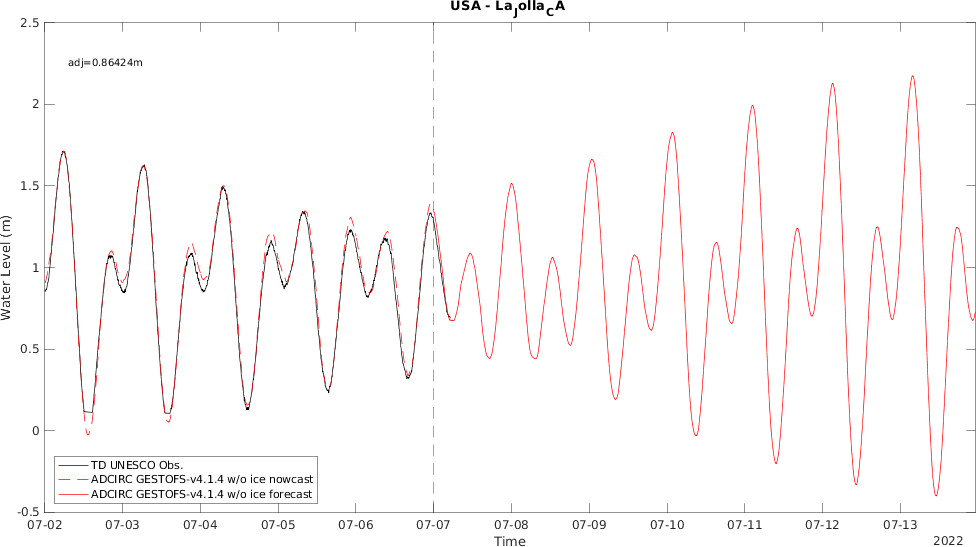 USA - LaJollaCA
adj=0.86424m
2.5
2
1.5
1
0.5
0
-0.5
Water Level (m)
TD UNESCO Obs.
ADCIRC GESTOFS-v4.1.4 w/o ice nowcast
ADCIRC GESTOFS-v4.1.4 w/o ice forecast
07-02 07-03 07-04 07-05 07-06 07-07 07-08 07-09 07-10 07-11 07-12 07-13
Time
2022